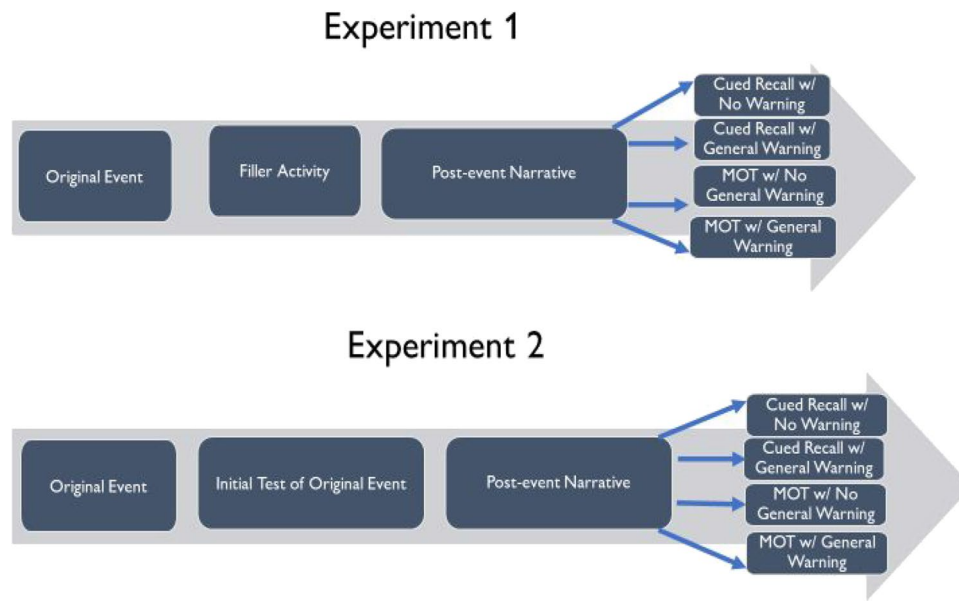 Experiment 1
Original Event
Filler Activity
Post-event Narrative
Cued Recall w/
No Warning
Cued Recall w/
General Warning
MOT w/ No
General Warning
MOT w/ General
Warning
Experiment 2
Original Event
Initial Test of Original Event
Post-event Narrative
Cued Recall w/
No Warning
Cued Recall w/
General Warning
MOT w/ No
General Warning
MOT w/ General
Warning